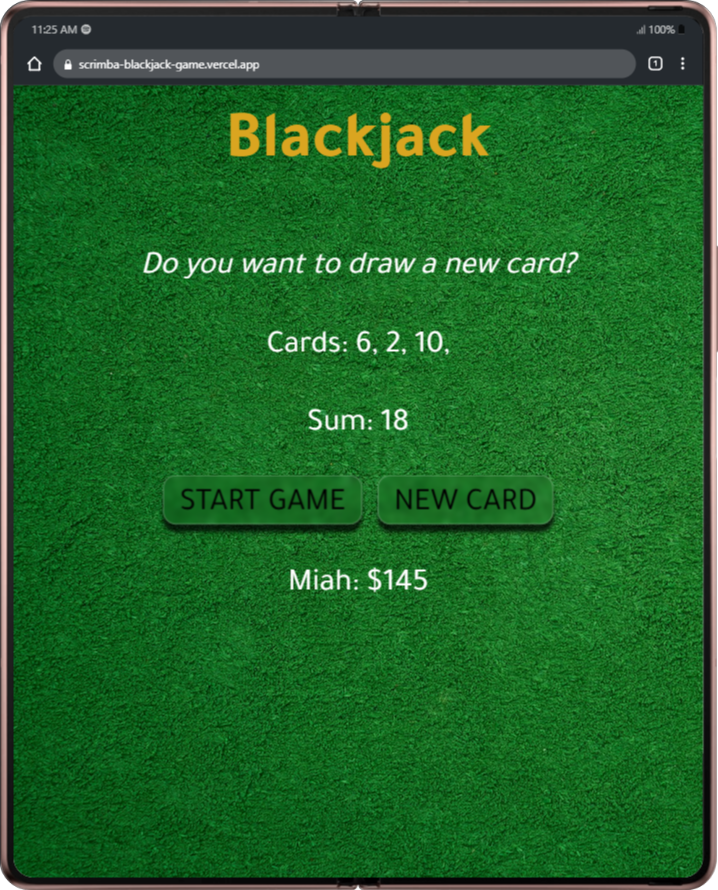 11:25 AM
100%
scrimba-blackjack-game.vercel.app
1
Blackjack
Do you want to draw a new card?
Cards: 6, 2, 10,
Sum: 18
START GAME NEW CARD
Miah: $145